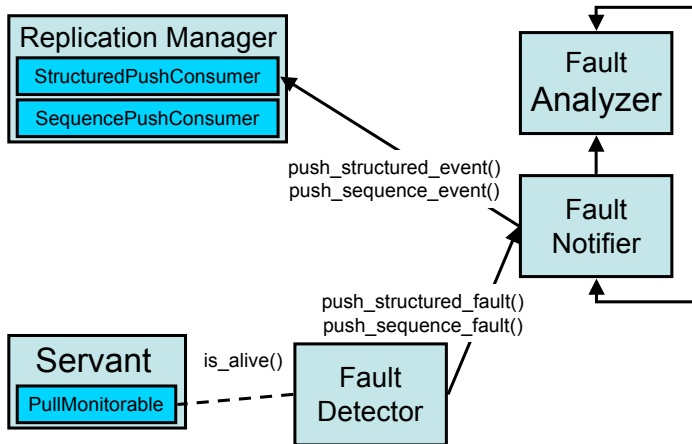 Replication Manager
StructuredPushConsumer
SequencePushConsumer
Fault
Analyzer
push_structured_event()
push_sequence_event()
Fault
Notifier
push_structured_fault()
push_sequence_fault()
Servant
PullMonitorable
is_alive()
Fault
Detector